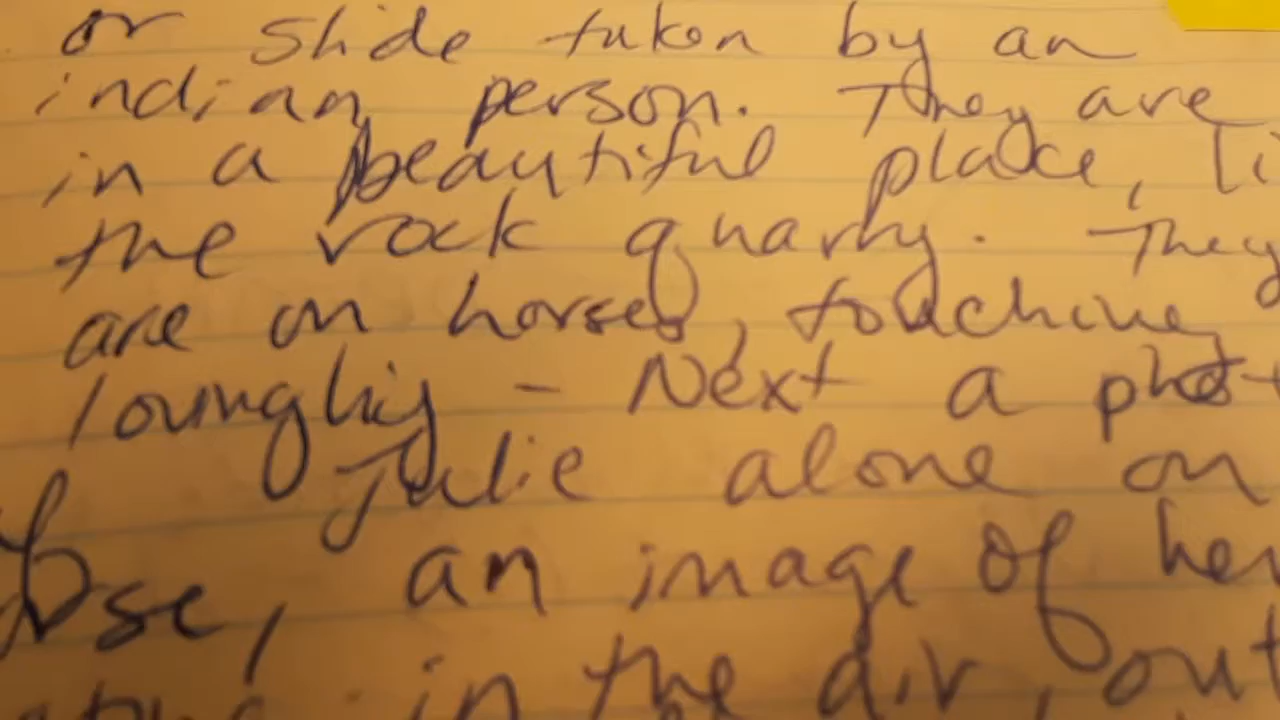 or slide taken by an
indian person. They are
in a beautiful place, li
the rock quarry. They
are on horses, touching
lovingly - Next a phot
Julie alone on
an image of her
in the air, out